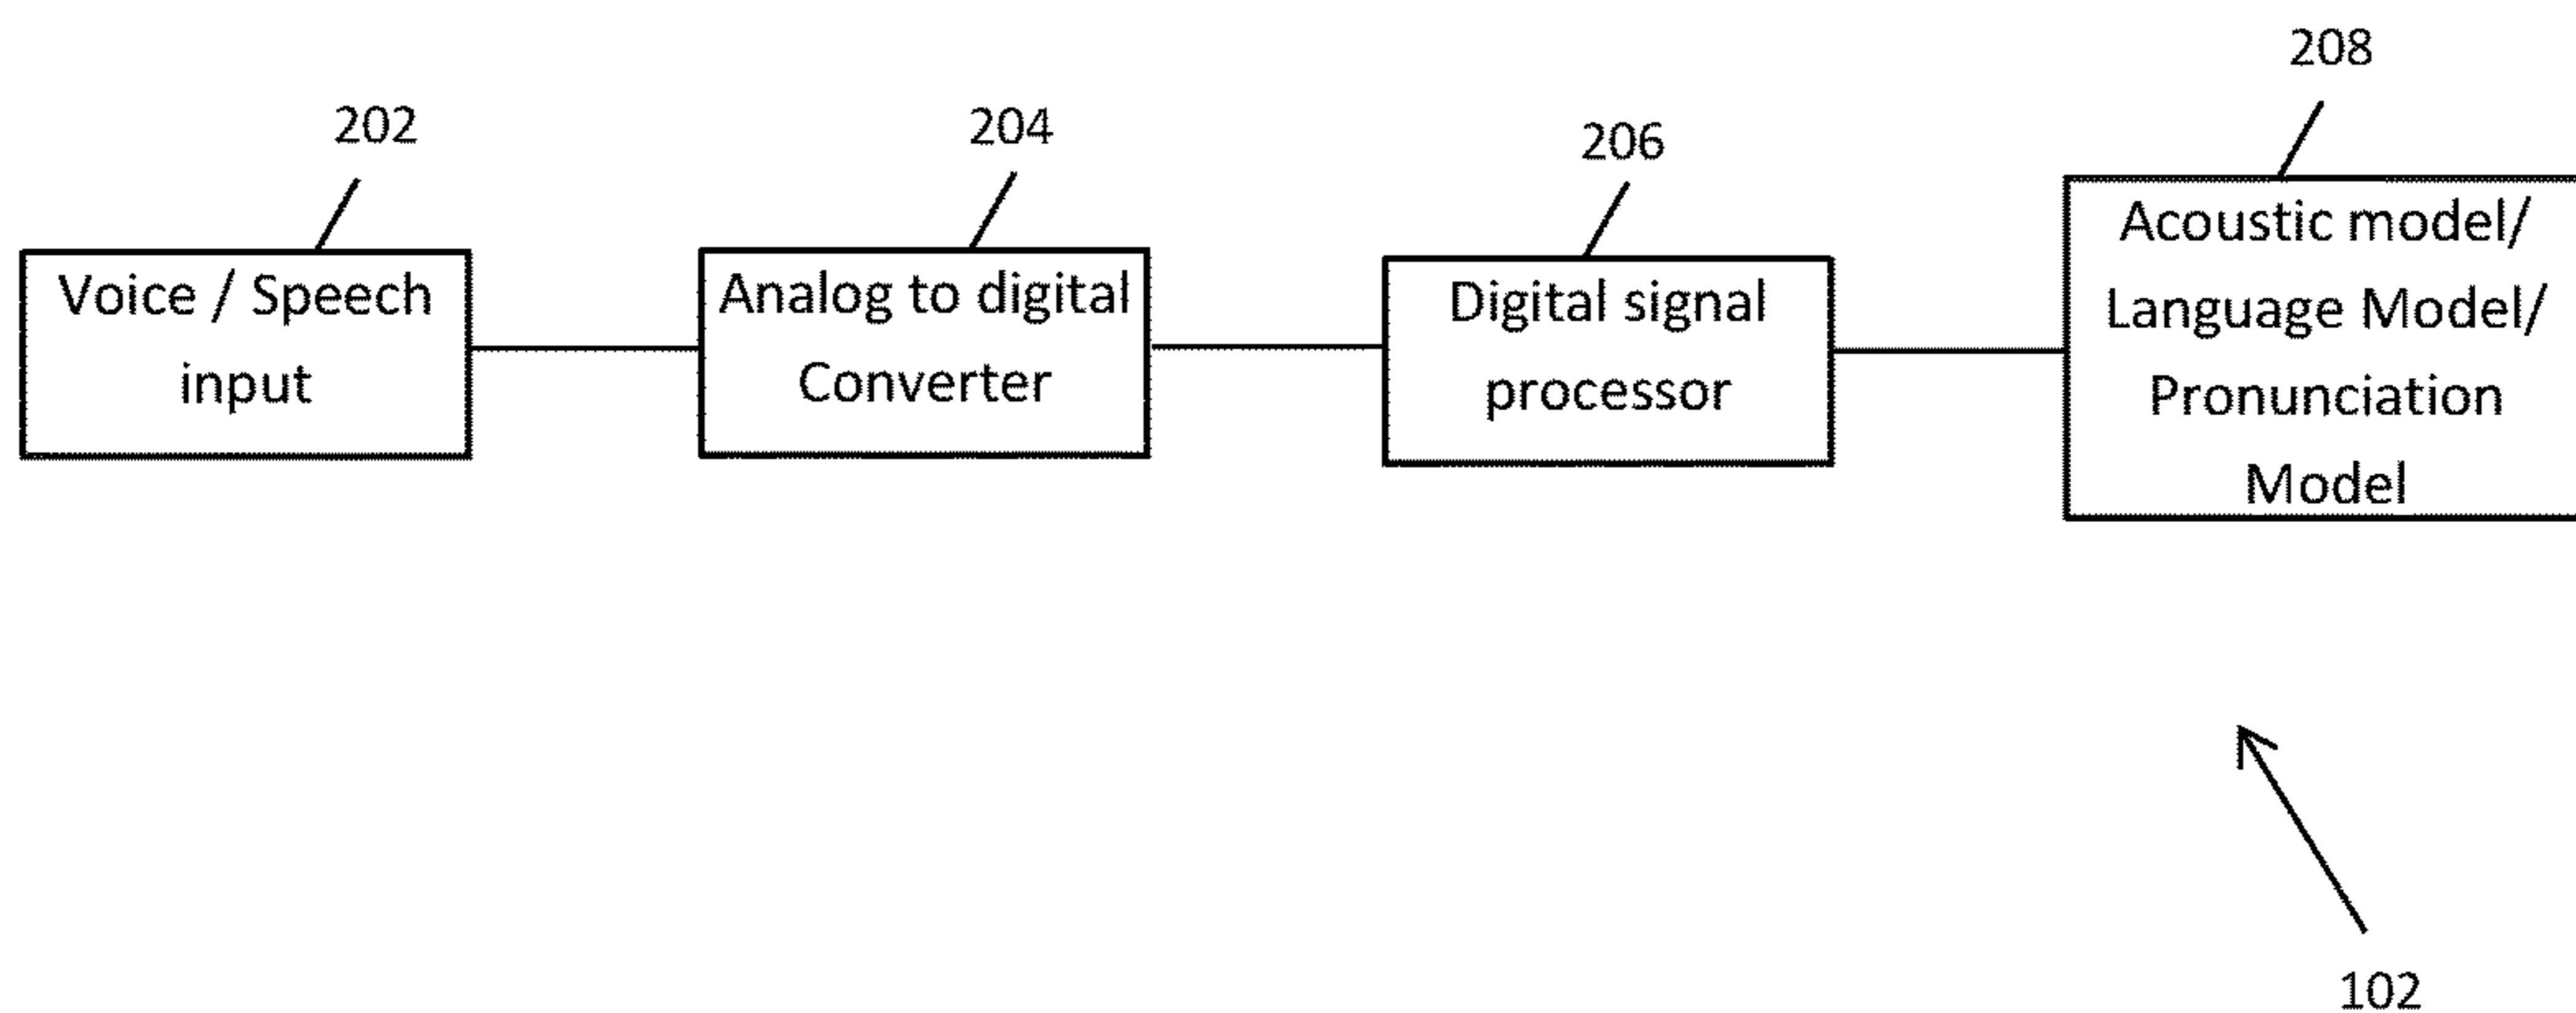 208
202
204
206
Voice / Speech
input
Analog to digital
Converter
Digital signal
processor
Acoustic model/
Language Model/
Pronunciation
Model
102